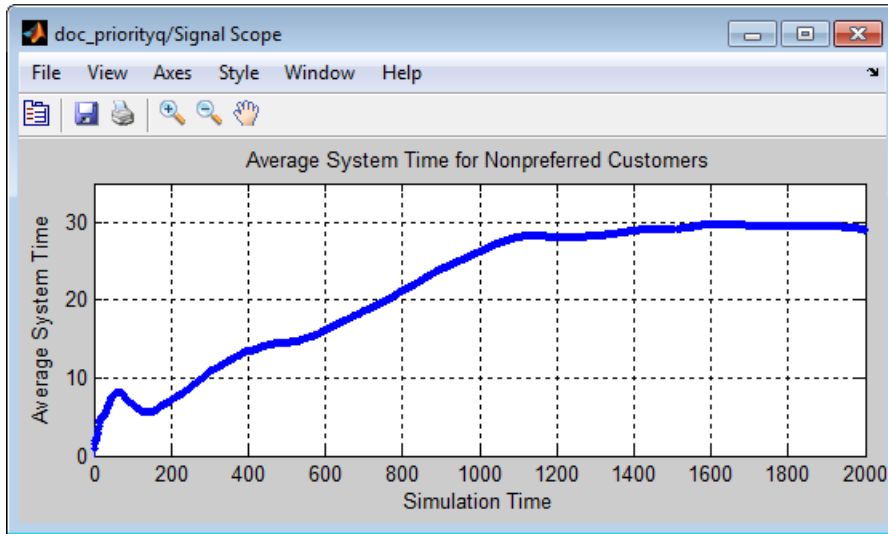 doc_priorityq/Signal Scope
File View Axes Style Window Help
Average System Time for Nonpreferred Customers
Average System Time
30
20
10
0
0 200 400 600 800 1000 1200 1400 1600 1800 2000
Simulation Time